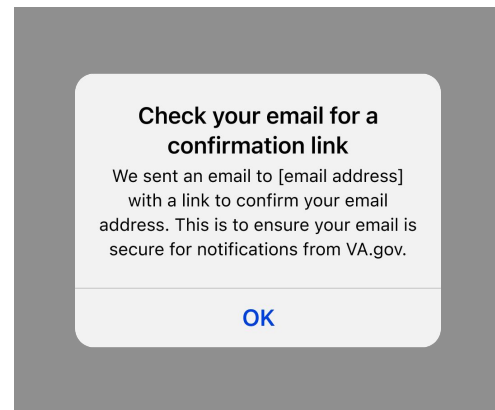 Check your email for a
confirmation link
We sent an email to [email address]
with a link to confirm your email
address. This is to ensure your email is
secure for notifications from VA.gov.
OK